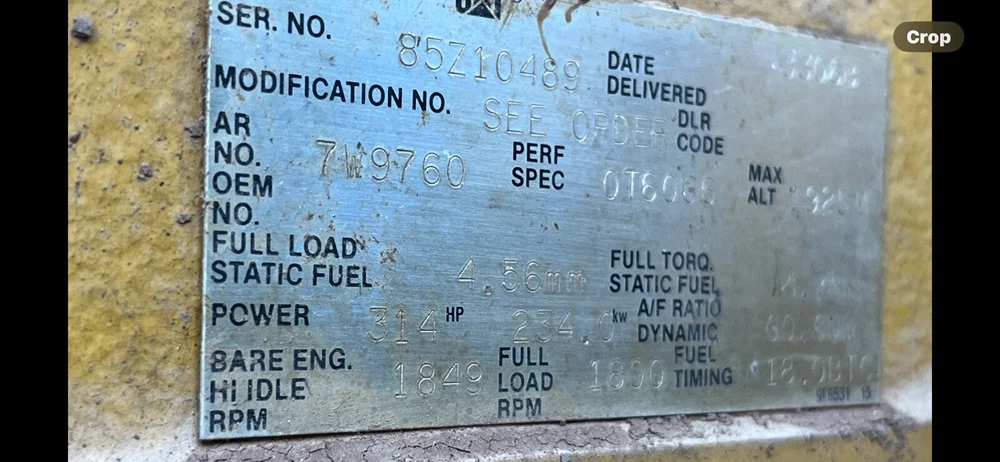 Crop
SER. NO. 85Z10489 DATE DELIVERED
MODIFICATION NO. SEE ORDER DLR CODE
AR NO. 7W9760 PERF SPEC 0T6066 MAX ALT
OEM NO.
FULL LOAD STATIC FUEL 4.56mm FULL TORQ. STATIC FUEL
POWER 314 HP 234.0 kw A/F RATIO DYNAMIC
BARE ENG. HI IDLE RPM 1849 FULL LOAD RPM 1800 FUEL TIMING